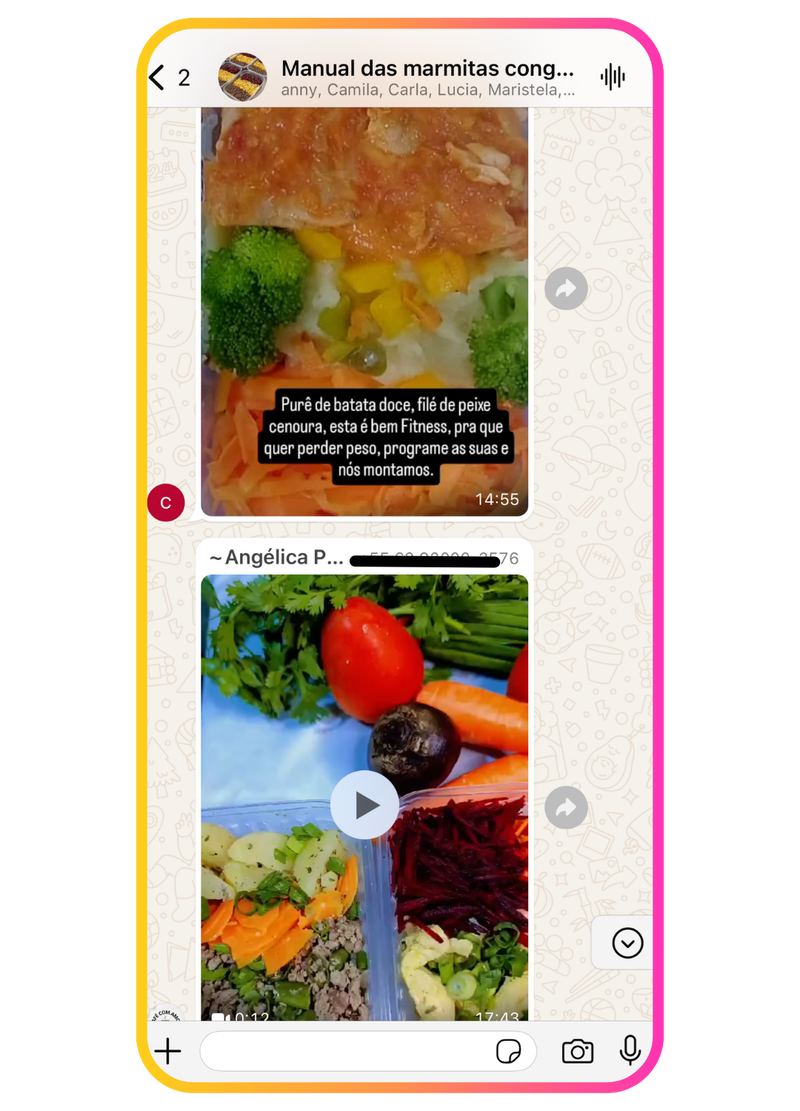 2
Manual das marmitas cong...
anny, Camila, Carla, Lucia, Maristela,...
Purê de batata doce, filé de peixe
cenoura, esta é bem Fitness, pra que
quer perder peso, programe as suas e
nós montamos.
14:55
C
~Angélica P...
0:12
17:43